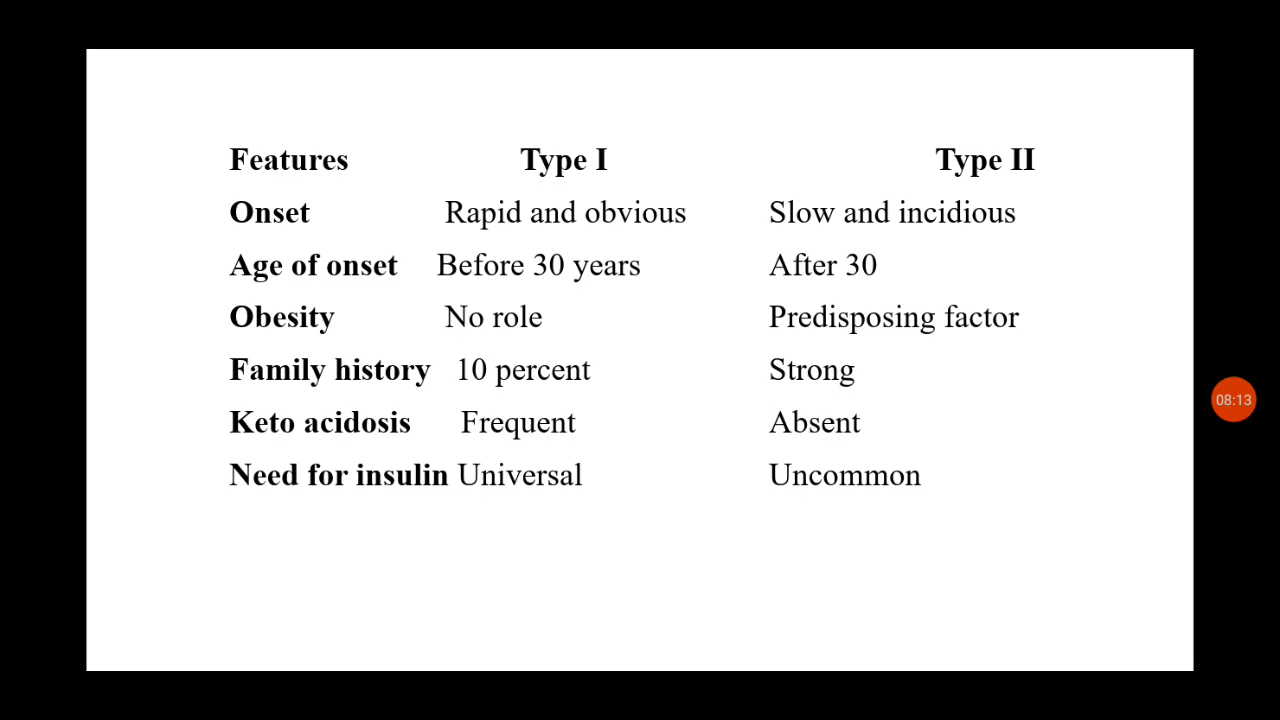 Features Type I Type II
Onset Rapid and obvious Slow and incidious
Age of onset Before 30 years After 30
Obesity No role Predisposing factor
Family history 10 percent Strong
Keto acidosis Frequent Absent
Need for insulin Universal Uncommon
08:13